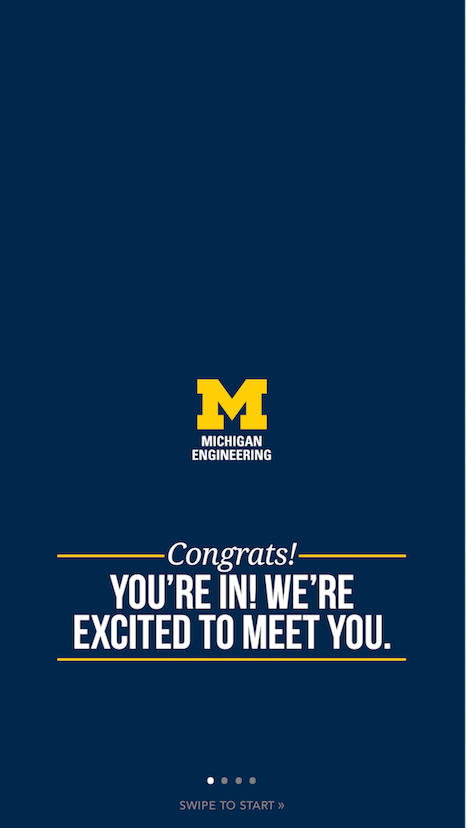 M
MICHIGAN
ENGINEERING
Congrats!
YOU’RE IN! WE’RE
EXCITED TO MEET YOU.
SWIPE TO START »